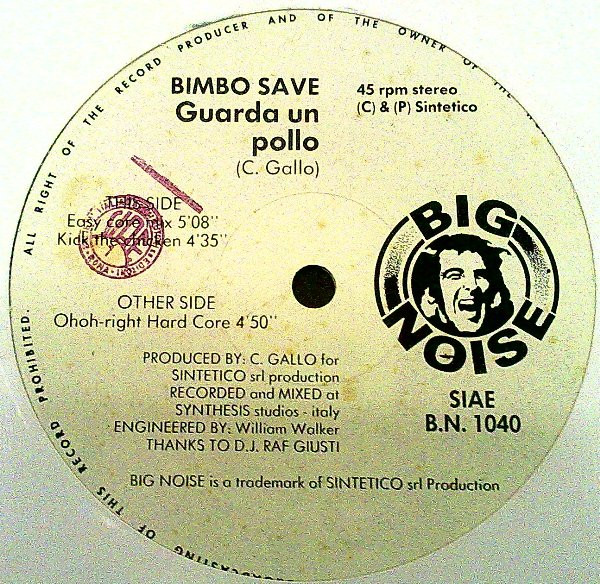 ALL RIGHT OF THE RECORD PRODUCER AND OF THE OWNER OF THE
BIMBO SAVE
Guarda un
pollo
(C. Gallo)
45 rpm stereo
(C) & (P) Sintetico
THIS SIDE
Easy core mix 5'08''
Kick the chicken 4'35''
OTHER SIDE
Ohoh-right Hard Core 4'50''
PRODUCED BY: C. GALLO for
SINTETICO srl production
RECORDED and MIXED at
SYNTHESIS studios - italy
ENGINEERED BY: William Walker
THANKS TO D.J. RAF GIUSTI
BIG
NOISE
SIAE
B.N. 1040
BIG NOISE is a trademark of SINTETICO srl Production
OF THIS RECORD PROHIBITED.